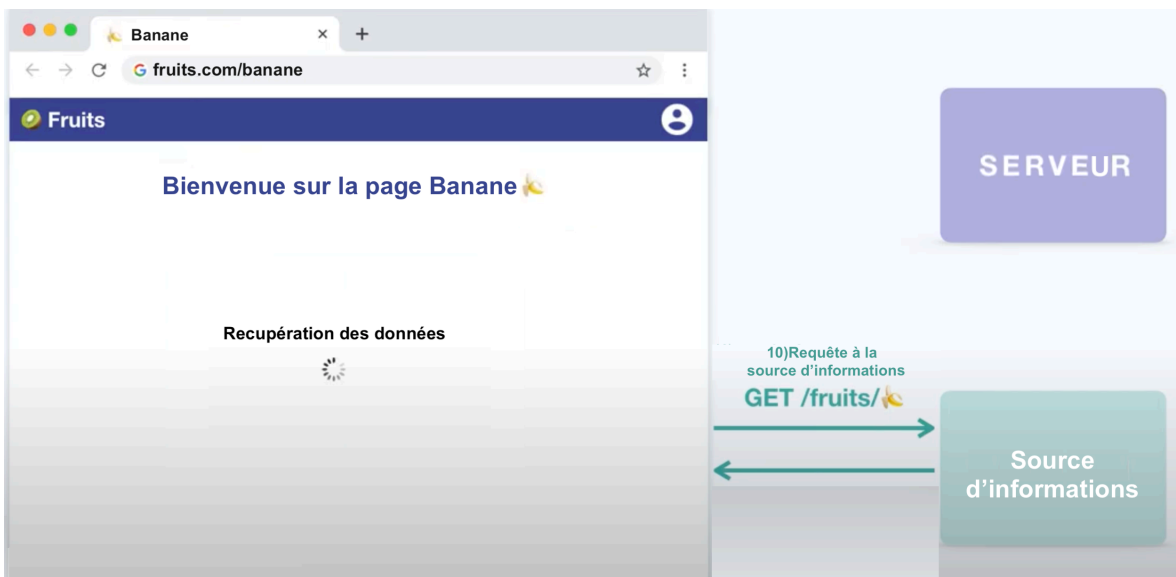 Banane
fruits.com/banane
Fruits
Bienvenue sur la page Banane
Recupération des données
SERVEUR
10)Requête à la
source d'informations
GET /fruits/
Source
d'informations